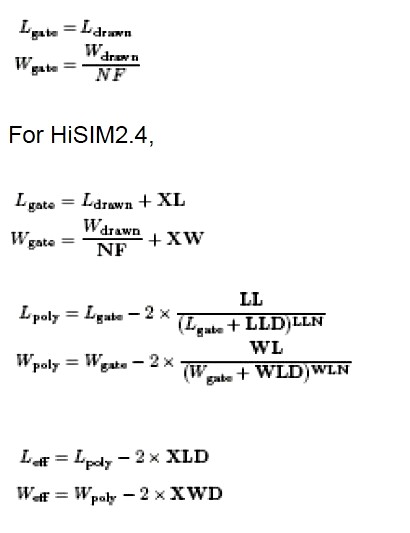 L_gate = L_drawn
W_gate = W_drawn / NF
For HiSIM2.4,
L_gate = L_drawn + XL
W_gate = W_drawn / NF + XW
L_poly = L_gate − 2 × LL / (L_gate + LLD)^LLN
W_poly = W_gate − 2 × WL / (W_gate + WLD)^WLN
L_eff = L_poly − 2 × XLD
W_eff = W_poly − 2 × XWD